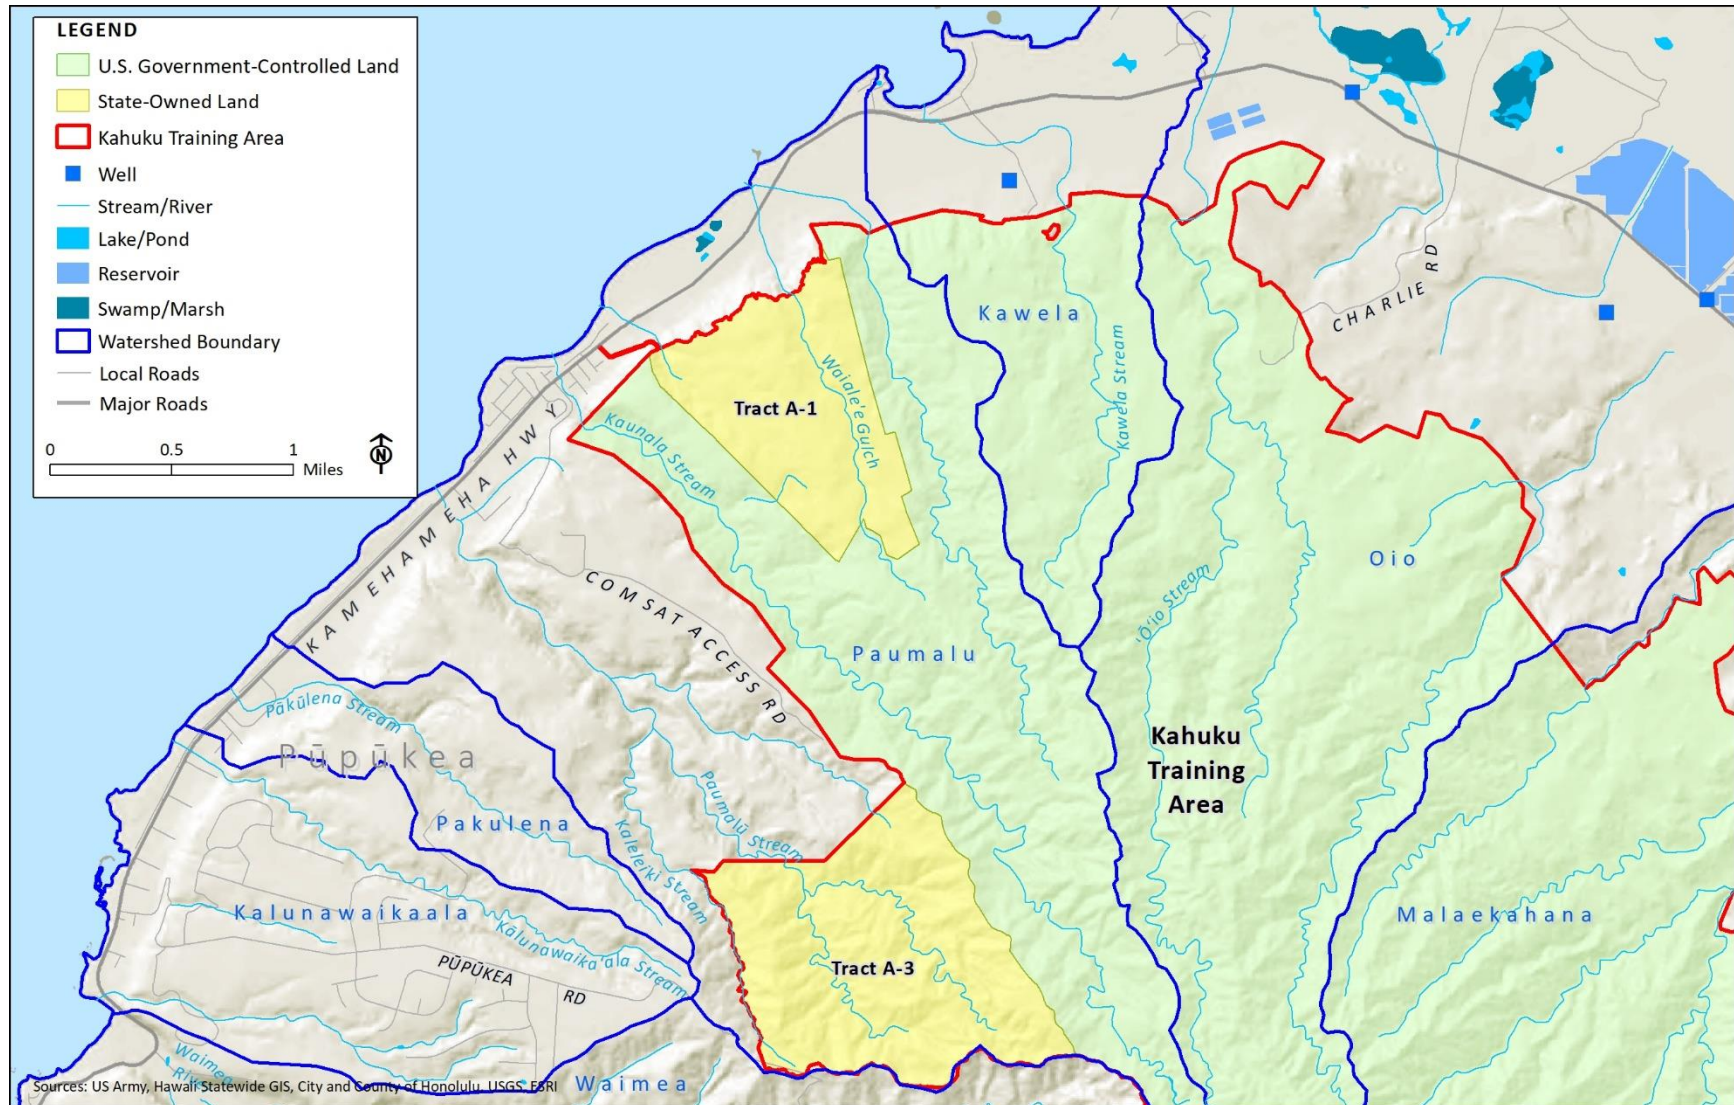 LEGEND
U.S. Government-Controlled Land
State-Owned Land
Kahuku Training Area
Well
Stream/River
Lake/Pond
Reservoir
Swamp/Marsh
Watershed Boundary
Local Roads
Major Roads
0 0.5 1
Miles
N
Kawela
CHARLIE RD
Kawela Stream
Waiale'e Gulch
Tract A-1
Kaunala Stream
KAMEHAMEHA HWY
Oio
COMSAT ACCESS RD
'Ō'io Stream
Paumalu
Pākūlena Stream
Pūpūkea
Kahuku
Training
Area
Paumalū Stream
Pakulena
Kaleleiki Stream
Kalunawaikaala
Kālunawaika'ala Stream
Malaekahana
PŪPŪKEA RD
Tract A-3
Waimea
River
Waimea
Sources: US Army, Hawaii Statewide GIS, City and County of Honolulu, USGS, ESRI